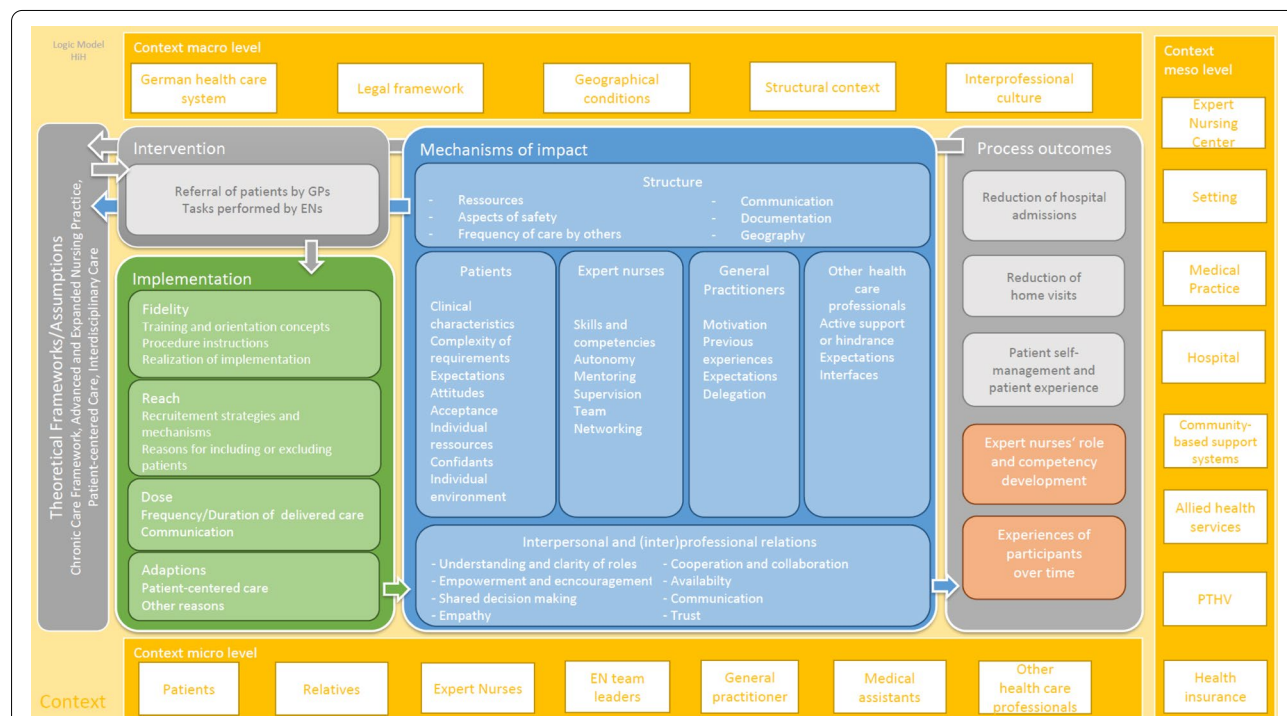 Logic Model
HiH
Context macro level
German health care
system
Legal framework
Geographical
conditions
Structural context
Interprofessional
culture
Context
meso level
Expert
Nursing
Center
Setting
Medical
Practice
Hospital
Community-
based support
systems
Allied health
services
PTHV
Health
insurance
Theoretical Frameworks/Assumptions
Chronic Care Framework, Advanced and Expanded Nursing Practice,
Patient-centered Care, Interdisciplinary Care
Intervention
Referral of patients by GPs
Tasks performed by ENs
Implementation
Fidelity
Training and orientation concepts
Procedure instructions
Realization of implementation
Reach
Recruitement strategies and
mechanisms
Reasons for including or excluding
patients
Dose
Frequency/Duration of delivered care
Communication
Adaptions
Patient-centered care
Other reasons
Mechanisms of impact
Structure
- Ressources
- Aspects of safety
- Frequency of care by others
- Communication
- Documentation
- Geography
Patients
Clinical
characteristics
Complexity of
requirements
Expectations
Attitudes
Acceptance
Individual
ressources
Confidants
Individual
environment
Expert nurses
Skills and
competencies
Autonomy
Mentoring
Supervision
Team
Networking
General
Practitioners
Motivation
Previous
experiences
Expectations
Delegation
Other health
care
professionals
Active support
or hindrance
Expectations
Interfaces
Interpersonal and (inter)professional relations
- Understanding and clarity of roles
- Empowerment and ecncouragement
- Shared decision making
- Empathy
- Cooperation and collaboration
- Availabilty
- Communication
- Trust
Process outcomes
Reduction of hospital
admissions
Reduction of
home visits
Patient self-
management and
patient experience
Expert nurses' role
and competency
development
Experiences of
participants
over time
Context micro level
Patients
Relatives
Expert Nurses
EN team
leaders
General
practitioner
Medical
assistants
Other
health care
professionals
Context